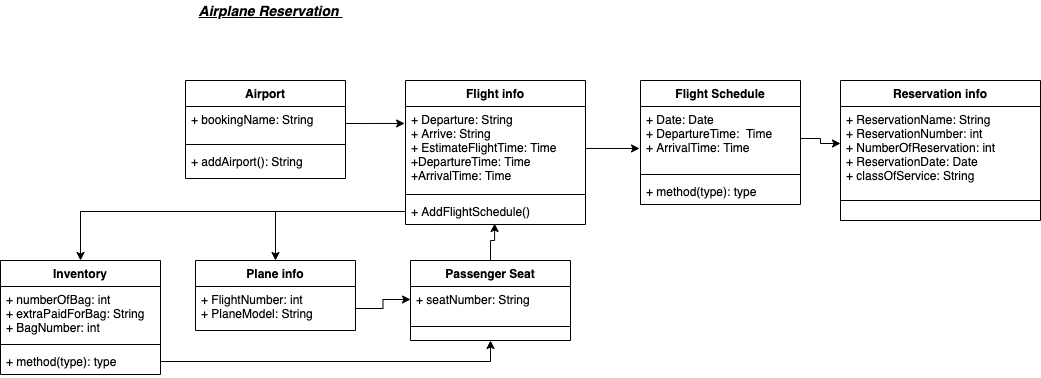 Airplane Reservation
Airport
+ bookingName: String
+ addAirport(): String
Flight info
+ Departure: String
+ Arrive: String
+ EstimateFlightTime: Time
+DepartureTime: Time
+ArrivalTime: Time
+ AddFlightSchedule()
Flight Schedule
+ Date: Date
+ DepartureTime: Time
+ ArrivalTime: Time
+ method(type): type
Reservation info
+ ReservationName: String
+ ReservationNumber: int
+ NumberOfReservation: int
+ ReservationDate: Date
+ classOfService: String
Inventory
+ numberOfBag: int
+ extraPaidForBag: String
+ BagNumber: int
+ method(type): type
Plane info
+ FlightNumber: int
+ PlaneModel: String
Passenger Seat
+ seatNumber: String